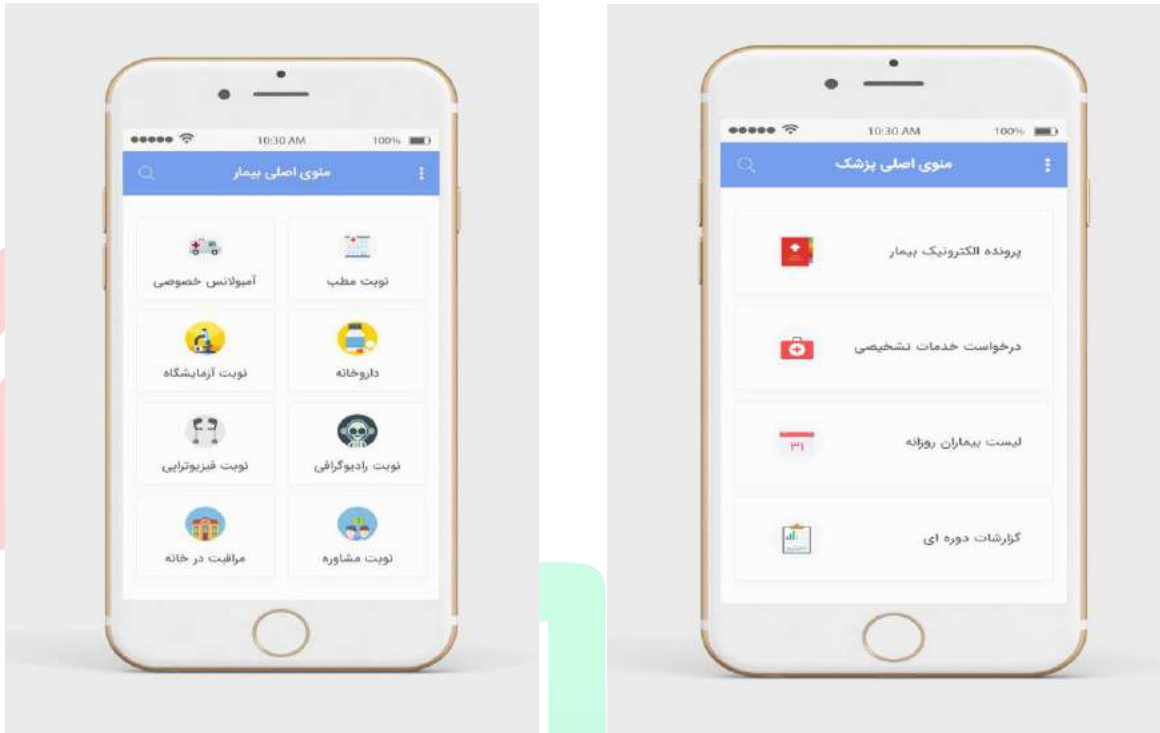 10:30 AM
100%
منوی اصلی بیمار
نوبت مطب
آمبولانس خصوصی
داروخانه
نوبت آزمایشگاه
نوبت رادیوگرافی
نوبت فیزیوتراپی
نوبت مشاوره
مراقبت در خانه
10:30 AM
100%
منوی اصلی پزشک
پرونده الکترونیک بیمار
درخواست خدمات تشخیصی
لیست بیماران روزانه
۳۱
گزارشات دوره ای